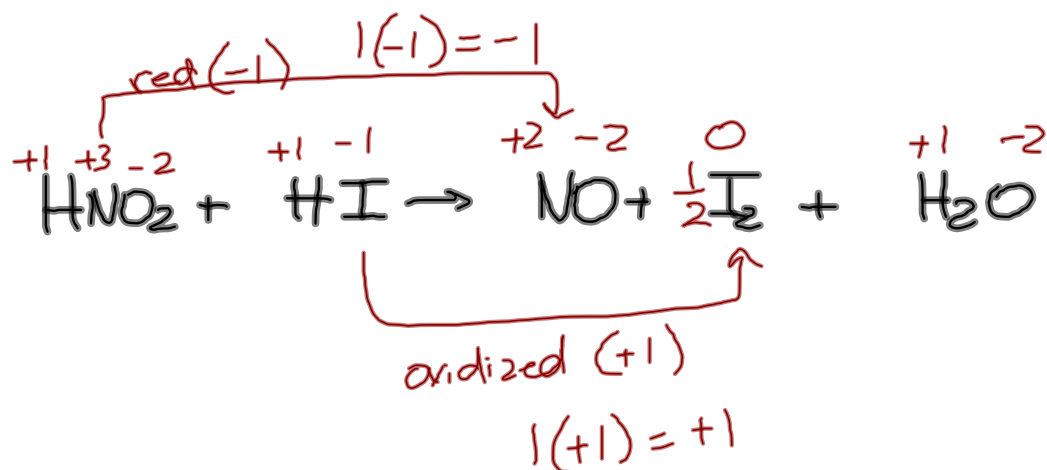 1(-1) = -1
red (-1)
+1 +3 -2 +1 -1 +2 -2 0 +1 -2
HNO₂ + HI → NO + ½ I₂ + H₂O
oxidized (+1)
1(+1) = +1